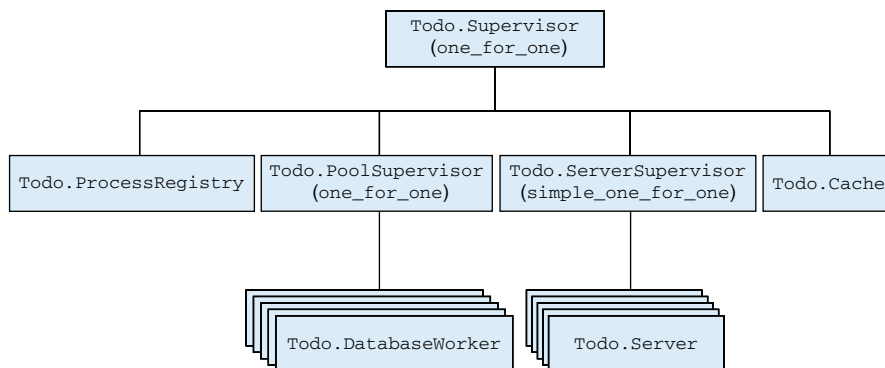 Todo.Supervisor
(one_for_one)
Todo.ProcessRegistry
Todo.PoolSupervisor
(one_for_one)
Todo.ServerSupervisor
(simple_one_for_one)
Todo.Cache
Todo.DatabaseWorker
Todo.Server